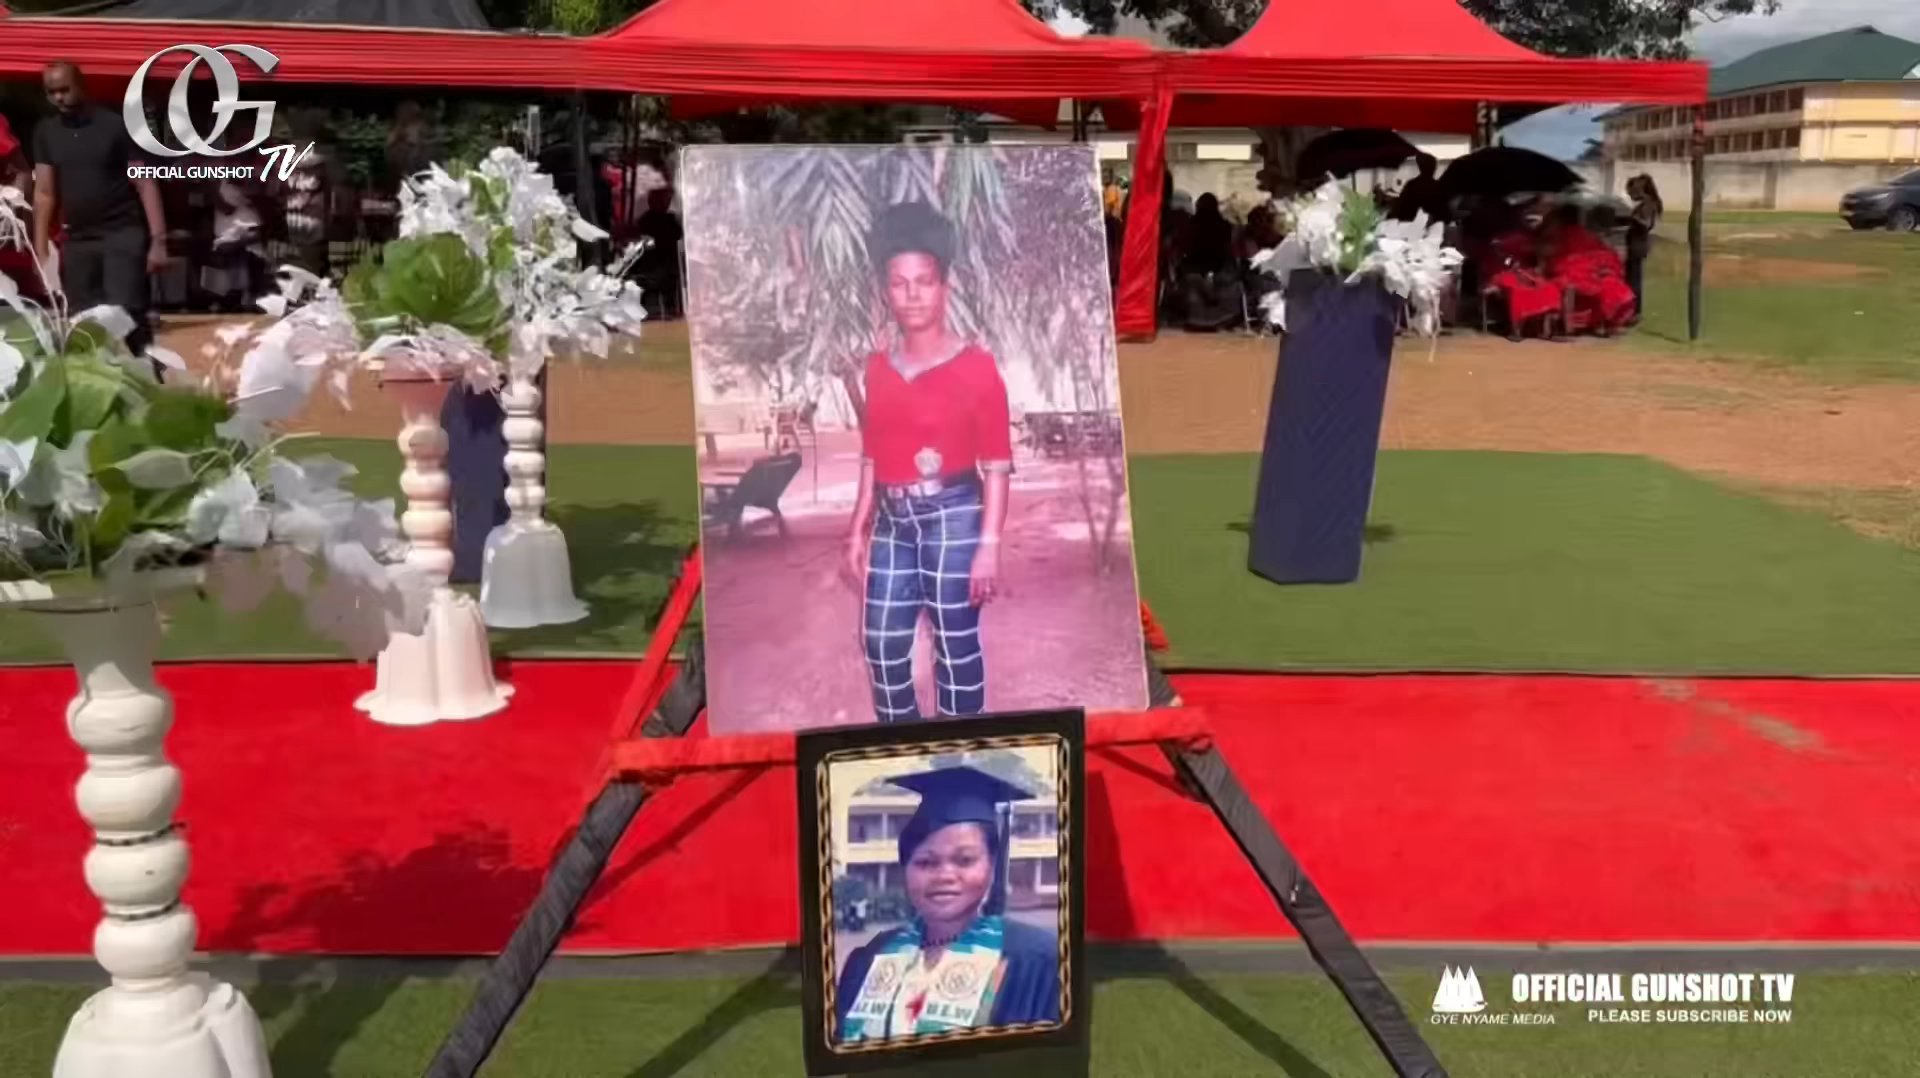 OG
OFFICIAL GUNSHOT TV
OFFICIAL GUNSHOT TV
GYE NYAME MEDIA
PLEASE SUBSCRIBE NOW